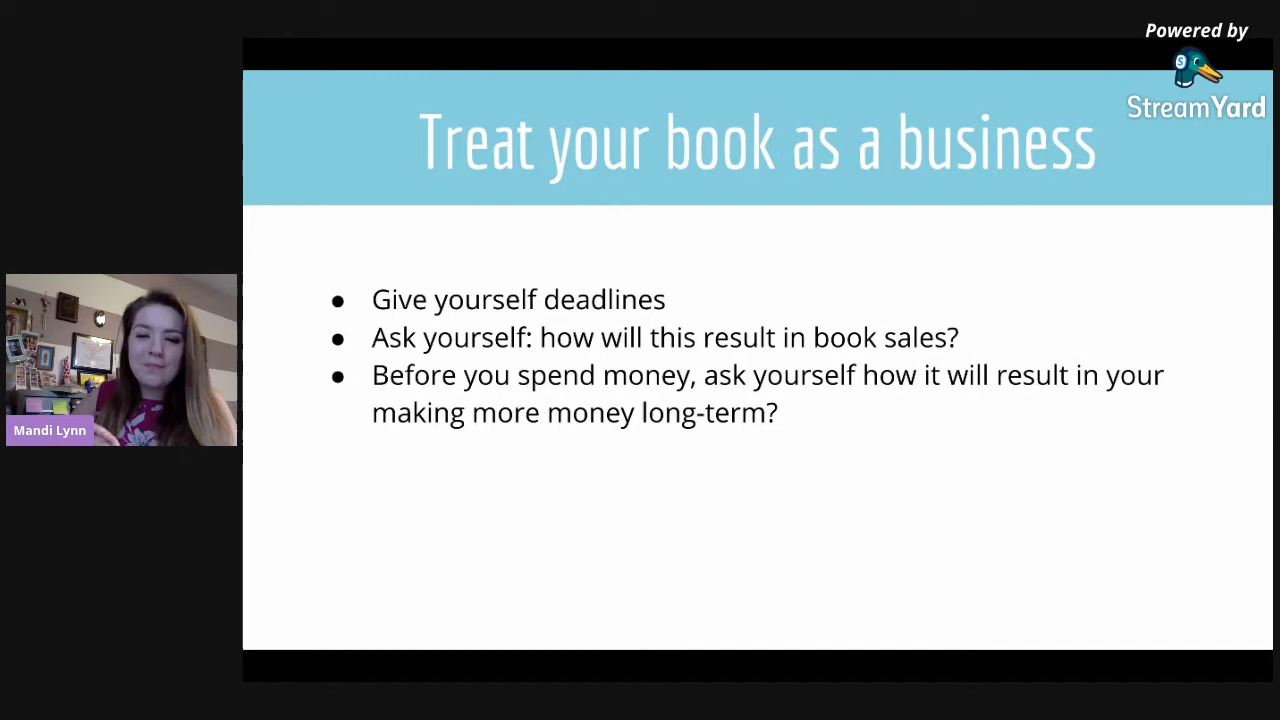 Powered by
StreamYard
Treat your book as a business
● Give yourself deadlines
● Ask yourself: how will this result in book sales?
● Before you spend money, ask yourself how it will result in your
making more money long-term?
Mandi Lynn